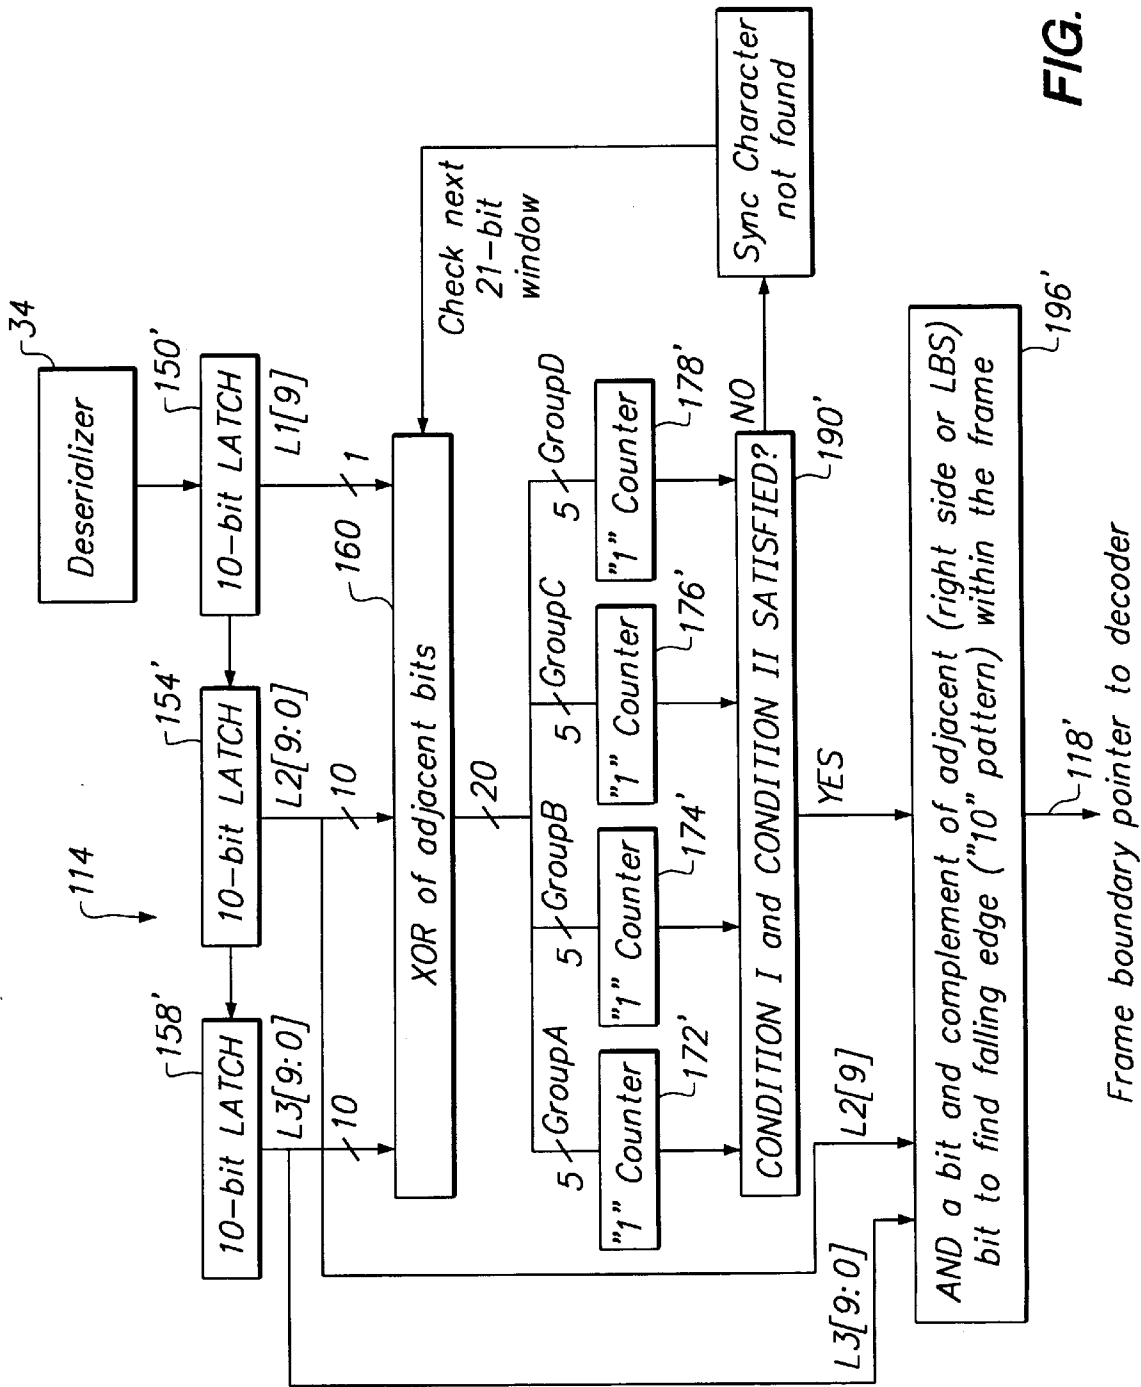 114
Deserializer
34
10-bit LATCH
158'
10-bit LATCH
154'
10-bit LATCH
150'
L3[9:0]
L2[9:0]
L1[9]
10
10
1
160
XOR of adjacent bits
Check next
21-bit
window
20
5
GroupA
5
GroupB
5
GroupC
5
GroupD
"1" Counter
172'
"1" Counter
174'
"1" Counter
176'
"1" Counter
178'
CONDITION I and CONDITION II SATISFIED?
NO
190'
Sync Character
not found
YES
L3[9:0]
L2[9]
AND a bit and complement of adjacent (right side or LBS)
bit to find falling edge ("10" pattern) within the frame
196'
118'
Frame boundary pointer to decoder
FIG.